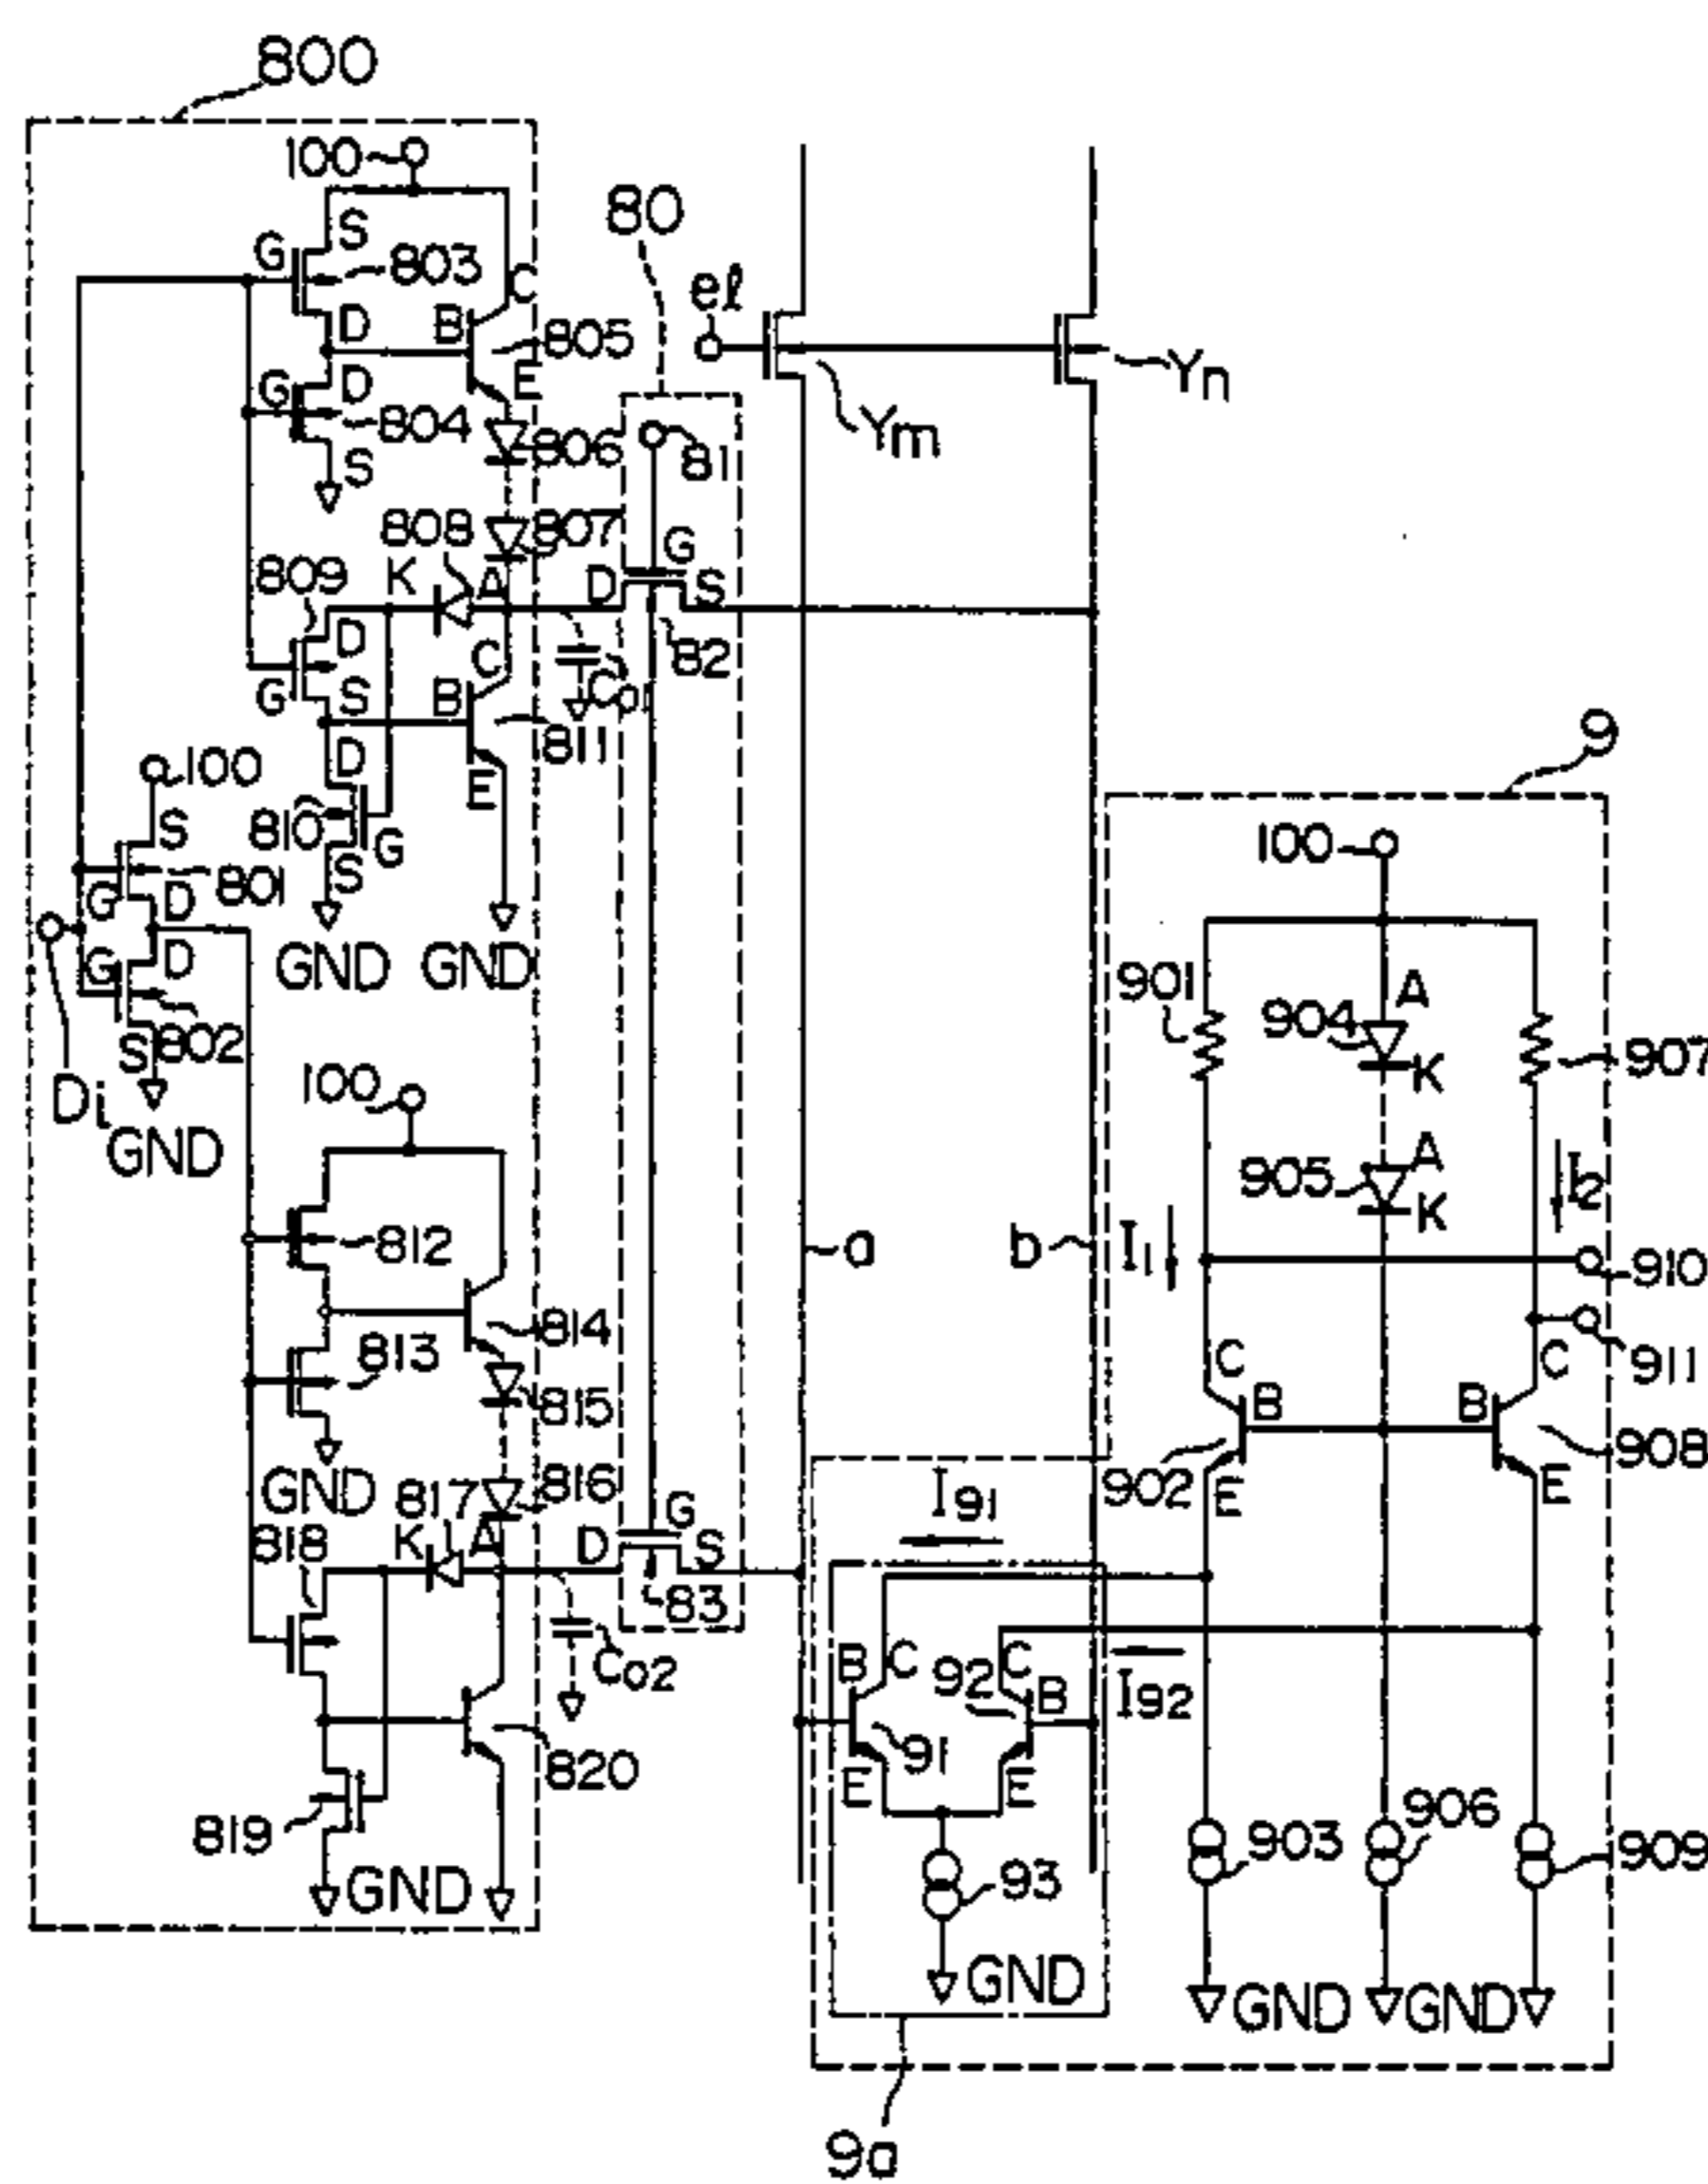 800
100
80
S
G
803
C
el
D
B
805
Yn
G
D
E
804
Ym
S
806
81
808
807
G
809
K
A
D
S
D
82
C
G
S
B
Co1
D
811
9
100
E
810
G
S
S
801
100
G
D
GND
GND
G
D
901
A
904
S
802
K
907
Di
100
GND
A
905
I2
K
812
a
b
I1
910
814
813
C
C
911
815
B
B
908
GND
817
816
902
E
E
I91
818
K
A
D
G
S
83
Co2
B
C
92
C
B
I92
91
820
E
E
819
903
906
909
GND
93
GND
GND
GND
9a